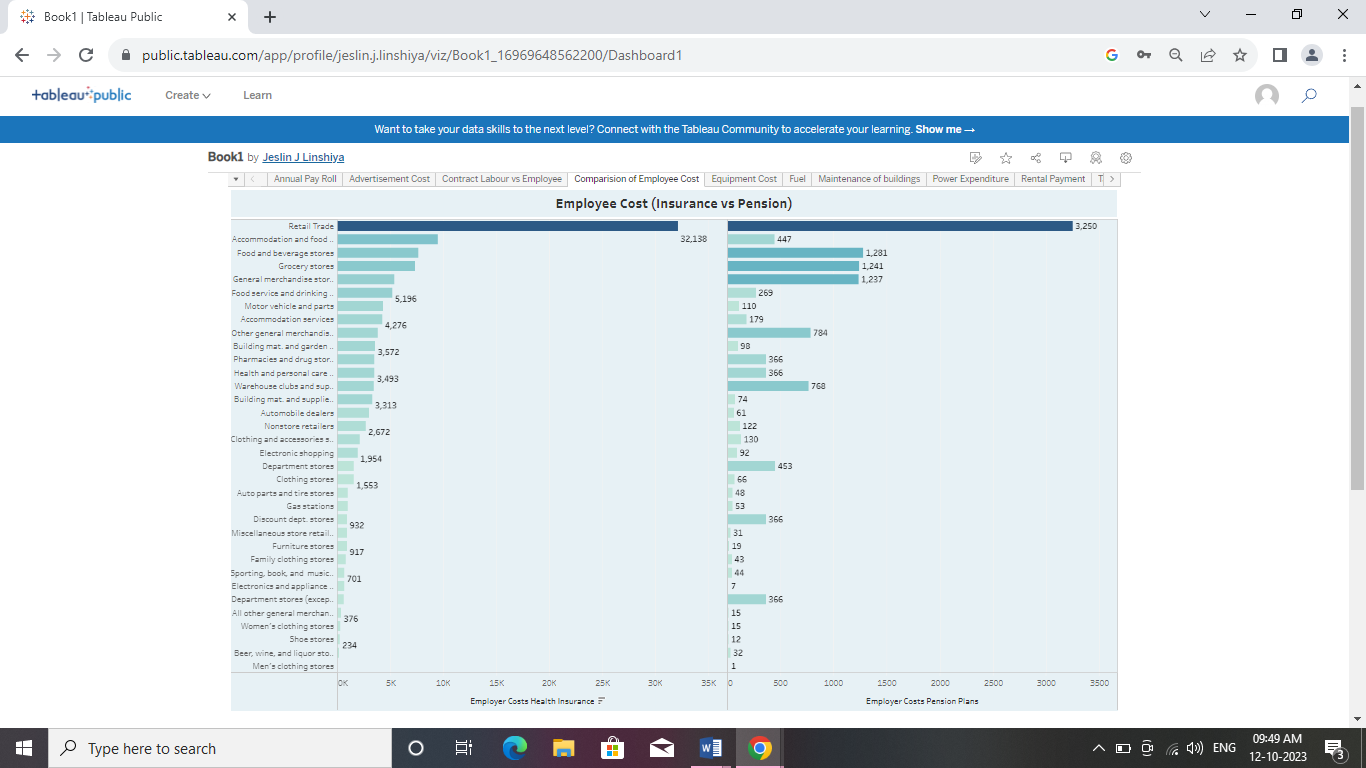 Book1 | Tableau Public
public.tableau.com/app/profile/jeslin.j.linshiya/viz/Book1_16969648562200/Dashboard1
+ableau public Create Learn
Want to take your data skills to the next level? Connect with the Tableau Community to accelerate your learning. Show me →
Book1 by Jeslin J Linshiya
Annual Pay Roll Advertisement Cost Contract Labour vs Employee Comparision of Employee Cost Equipment Cost Fuel Maintenance of buildings Power Expenditure Rental Payment T
Employee Cost (Insurance vs Pension)
Retail Trade 3,250
Accommodation and food .. 32,138 447
Food and beverage stores 1,281
Grocery stores 1,241
General merchandise stor.. 1,237
Food service and drinking .. 5,196 269
Motor vehicle and parts 110
Accommodation services 4,276 179
Other general merchandis.. 784
Building mat. and garden .. 3,572 98
Pharmacies and drug stor.. 366
Health and personal care .. 3,493 366
Warehouse clubs and sup.. 768
Building mat. and supplie.. 3,313 74
Automobile dealers 61
Nonstore retailers 2,672 122
Clothing and accessories s.. 130
Electronic shopping 1,954 92
Department stores 453
Clothing stores 1,553 66
Auto parts and tire stores 48
Gas stations 53
Discount dept. stores 932 366
Miscellaneous store retail.. 31
Furniture stores 917 19
Family clothing stores 43
Sporting, book, and music.. 701 44
Electronics and appliance .. 7
Department stores (excep.. 366
All other general merchan.. 376 15
Women's clothing stores 15
Shoe stores 234 12
Beer, wine, and liquor sto.. 32
Men's clothing stores 1
0K 5K 10K 15K 20K 25K 30K 35K 0 500 1000 1500 2000 2500 3000 3500
Employer Costs Health Insurance Employer Costs Pension Plans
Type here to search
ENG
09:49 AM
12-10-2023
3